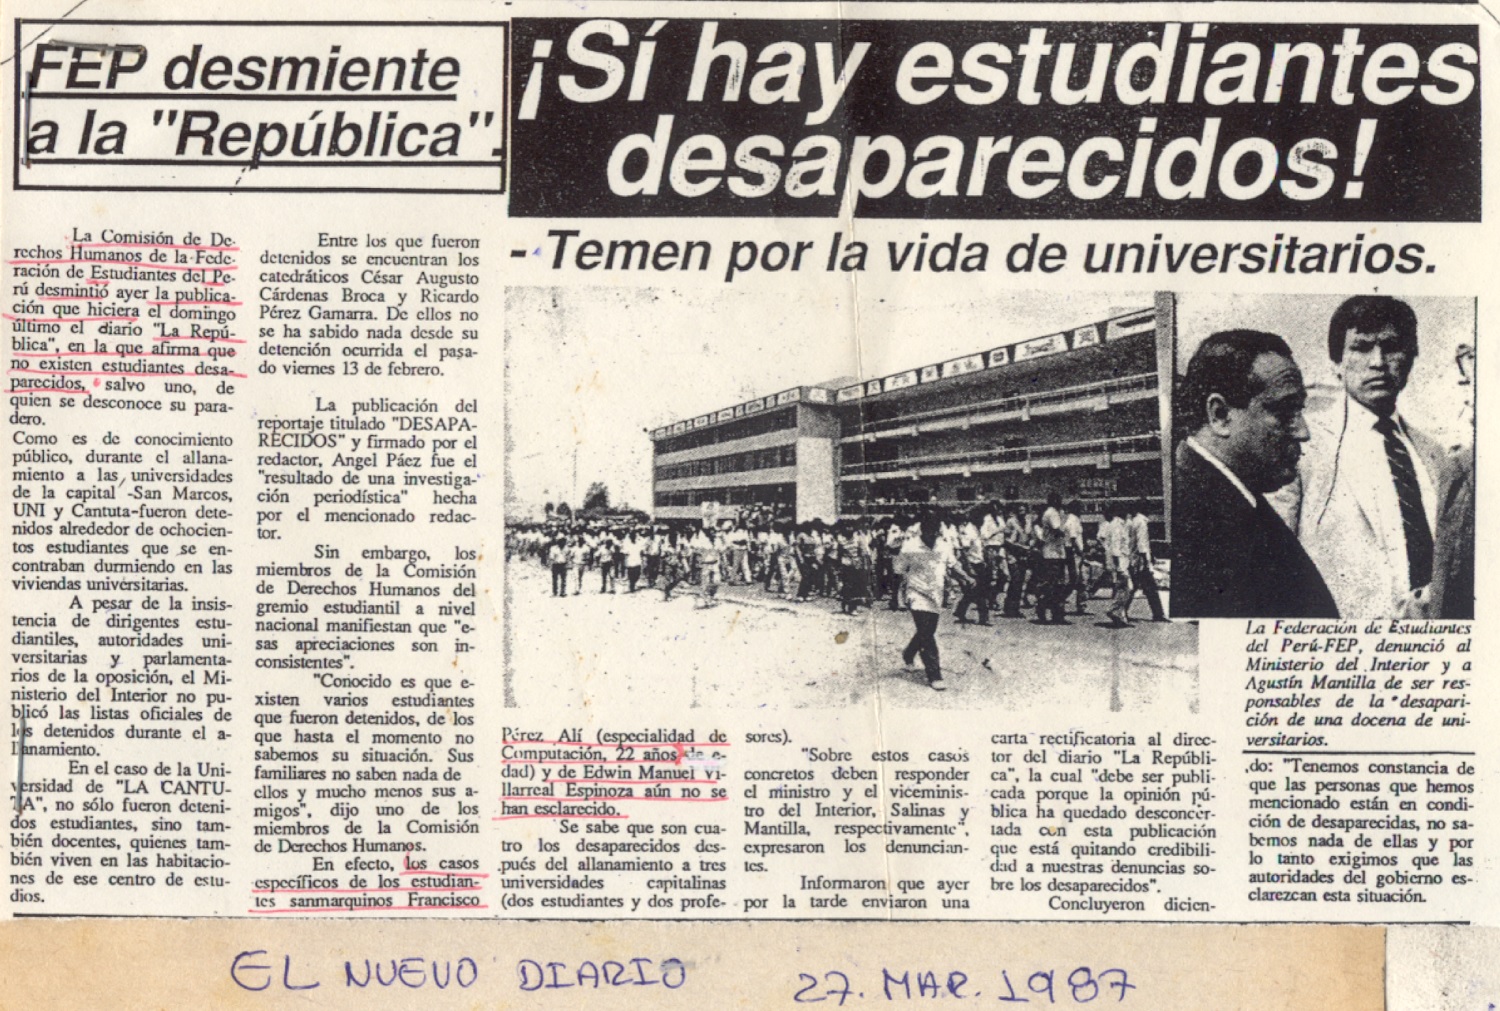 FEP desmiente
a la "República".
¡Sí hay estudiantes
desaparecidos!
- Temen por la vida de universitarios.
La Comisión de De-
rechos Humanos de la Fede-
ración de Estudiantes del Pe-
rú desmintió ayer la publica-
ción que hiciera el domingo
último el diario "La Repú-
blica", en la que afirma que
no existen estudiantes desa-
parecidos, salvo uno, de
quien se desconoce su para-
dero.
Como es de conocimiento
público, durante el allana-
miento a las universidades
de la capital -San Marcos,
UNI y Cantuta-fueron dete-
nidos alrededor de ochocien-
tos estudiantes que se en-
contraban durmiendo en las
viviendas universitarias.
A pesar de la insis-
tencia de dirigentes estu-
diantiles, autoridades uni-
versitarias y parlamenta-
rios de la oposición, el Mi-
nisterio del Interior no pu-
blicó las listas oficiales de
los detenidos durante el a-
llanamiento.
En el caso de la Uni-
versidad de "LA CANTU-
TA", no sólo fueron deteni-
dos estudiantes, sino tam-
bién docentes, quienes tam-
bién viven en las habitacio-
nes de ese centro de estu-
dios.
Entre los que fueron
detenidos se encuentran los
catedráticos César Augusto
Cárdenas Broca y Ricardo
Pérez Gamarra. De ellos no
se ha sabido nada desde su
detención ocurrida el pasa-
do viernes 13 de febrero.
La publicación del
reportaje titulado "DESAPA-
RECIDOS" y firmado por el
redactor, Angel Páez fue el
"resultado de una investiga-
ción periodística" hecha
por el mencionado redac-
tor.
Sin embargo, los
miembros de la Comisión
de Derechos Humanos del
gremio estudiantil a nivel
nacional manifiestan que "e-
sas apreciaciones son in-
consistentes".
"Conocido es que e-
xisten varios estudiantes
que fueron detenidos, de los
que hasta el momento no
sabemos su situación. Sus
familiares no saben nada de
ellos y mucho menos sus a-
migos", dijo uno de los
miembros de la Comisión
de Derechos Humanos.
En efecto, los casos
específicos de los estudian-
tes sanmarquinos Francisco
Pérez Alí (especialidad de
Computación, 22 años de e-
dad) y de Edwin Manuel Vi-
llarreal Espinoza aún no se
han esclarecido.
Se sabe que son cua-
tro los desaparecidos des-
pués del allanamiento a tres
universidades capitalinas
(dos estudiantes y dos profe-
sores).
"Sobre estos casos
concretos deben responder
el ministro y el viceminis-
tro del Interior, Salinas y
Mantilla, respectivamente",
expresaron los denuncian-
tes.
Informaron que ayer
por la tarde enviaron una
carta rectificatoria al direc-
tor del diario "La Repúbli-
ca", la cual "debe ser publi-
cada porque la opinión pú-
blica ha quedado desconcer-
tada con esta publicación
que está quitando credibili-
dad a nuestras denuncias so-
bre los desaparecidos".
Concluyeron dicien-
La Federación de Estudiantes
del Perú-FEP, denunció al
Ministerio del Interior y a
Agustín Mantilla de ser res-
ponsables de la desapari-
ción de una docena de uni-
versitarios.
do: "Tenemos constancia de
que las personas que hemos
mencionado están en condi-
ción de desaparecidas, no sa-
bemos nada de ellas y por
lo tanto exigimos que las
autoridades del gobierno es-
clarezcan esta situación.
EL NUEVO DIARIO 27. MAR. 1987